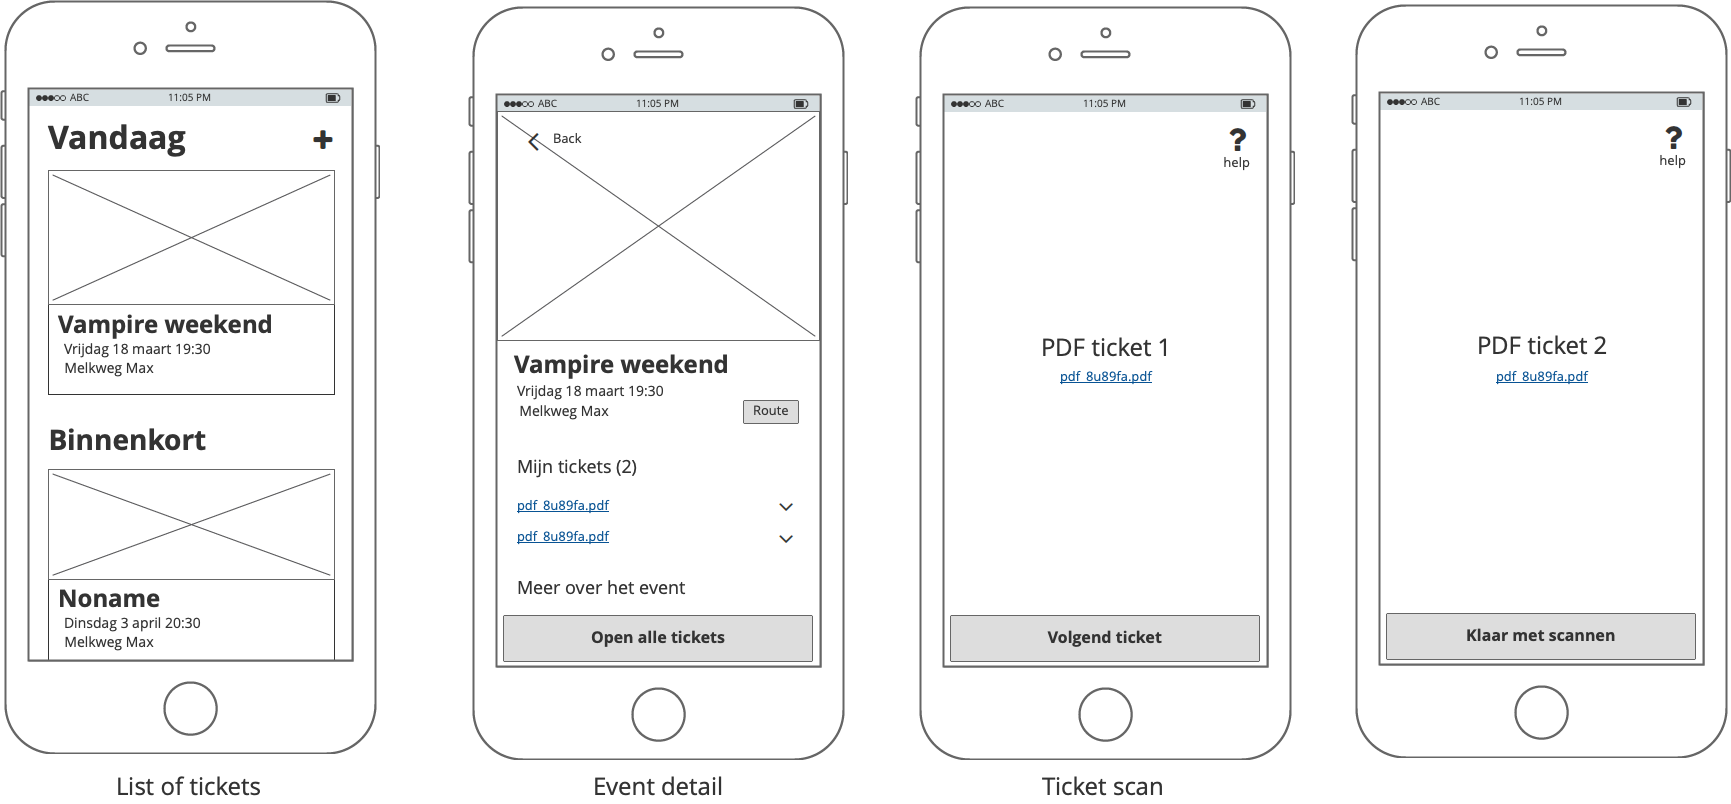 ABC 11:05 PM
Vandaag
Vampire weekend
Vrijdag 18 maart 19:30
Melkweg Max
Binnenkort
Noname
Dinsdag 3 april 20:30
Melkweg Max
List of tickets
ABC 11:05 PM
Back
Vampire weekend
Vrijdag 18 maart 19:30
Melkweg Max
Route
Mijn tickets (2)
pdf_8u89fa.pdf
pdf_8u89fa.pdf
Meer over het event
Open alle tickets
Event detail
ABC 11:05 PM
?
help
PDF ticket 1
pdf_8u89fa.pdf
Volgend ticket
Ticket scan
ABC 11:05 PM
?
help
PDF ticket 2
pdf_8u89fa.pdf
Klaar met scannen